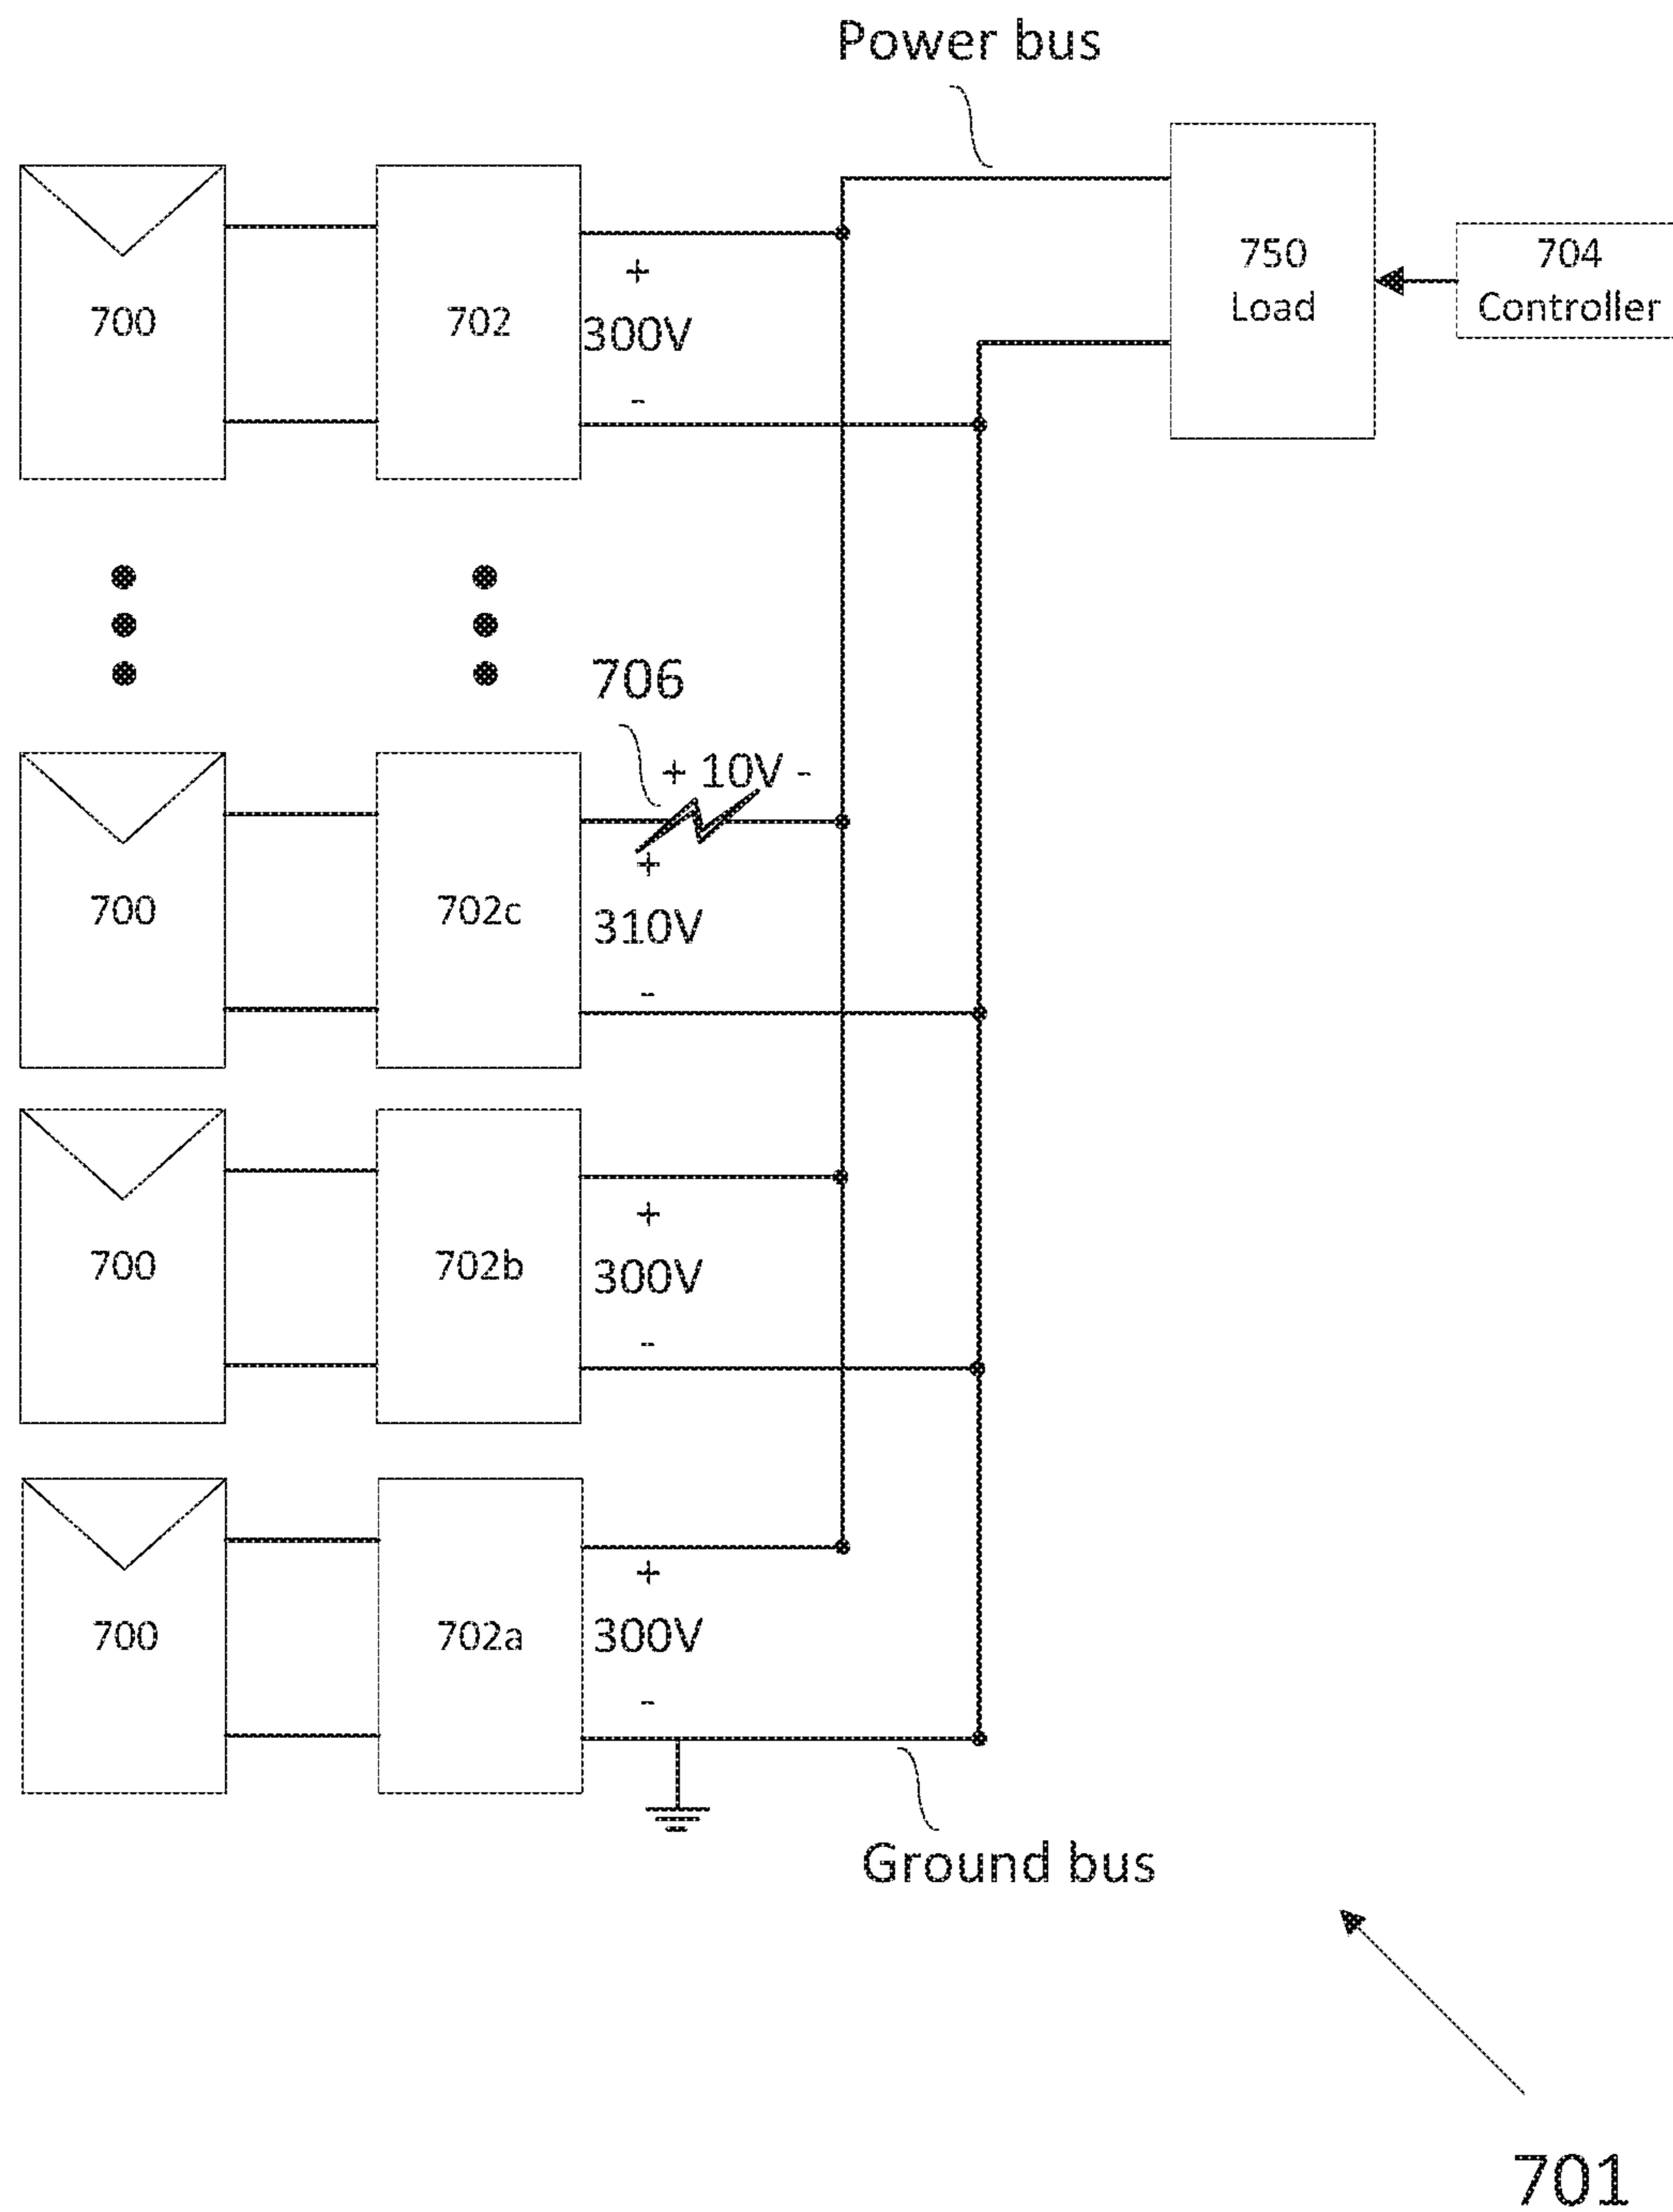 Power bus
700
702
+
300V
-
750
Load
704
Controller
706
+ 10V -
700
702c
+
310V
-
700
702b
+
300V
-
700
702a
+
300V
-
Ground bus
701